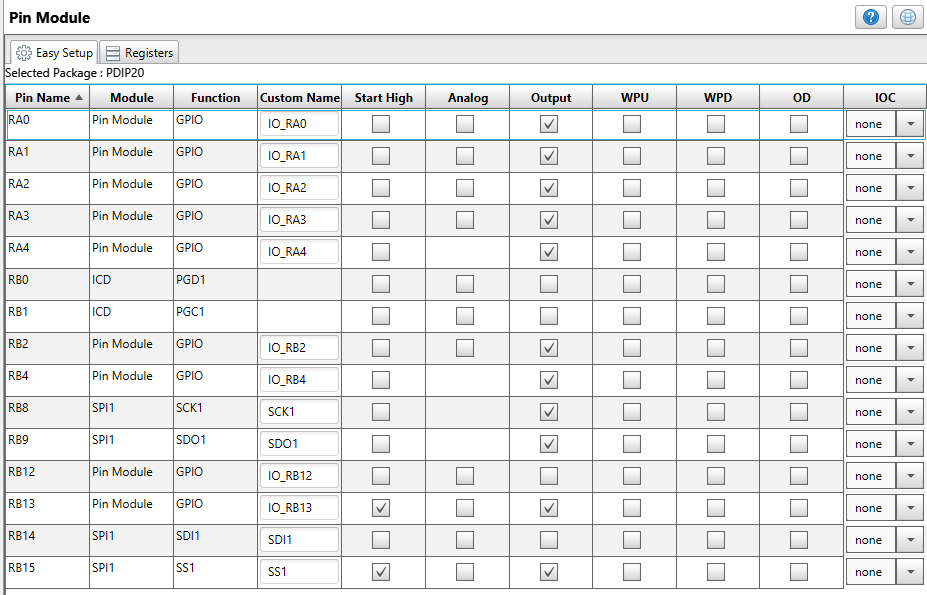 Pin Module
Easy Setup Registers
Selected Package : PDIP20
Pin Name Module Function Custom Name Start High Analog Output WPU WPD OD IOC
RA0 Pin Module GPIO IO_RA0 none
RA1 Pin Module GPIO IO_RA1 none
RA2 Pin Module GPIO IO_RA2 none
RA3 Pin Module GPIO IO_RA3 none
RA4 Pin Module GPIO IO_RA4 none
RB0 ICD PGD1 none
RB1 ICD PGC1 none
RB2 Pin Module GPIO IO_RB2 none
RB4 Pin Module GPIO IO_RB4 none
RB8 SPI1 SCK1 SCK1 none
RB9 SPI1 SDO1 SDO1 none
RB12 Pin Module GPIO IO_RB12 none
RB13 Pin Module GPIO IO_RB13 none
RB14 SPI1 SDI1 SDI1 none
RB15 SPI1 SS1 SS1 none